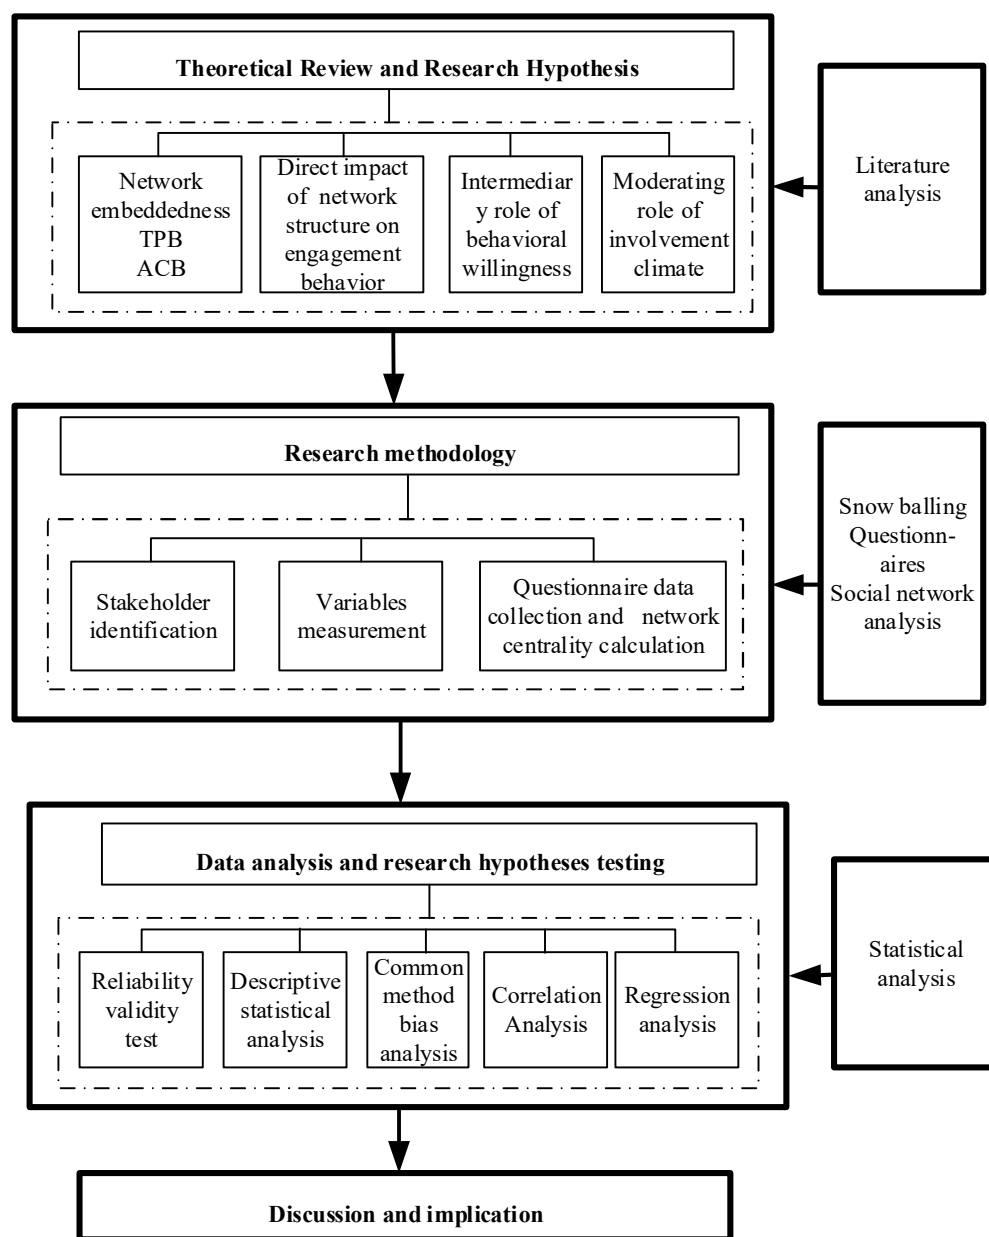 Theoretical Review and Research Hypothesis
Network
embeddedness
TPB
ACB
Direct impact
of network
structure on
engagement
behavior
Intermediar
y role of
behavioral
willingness
Moderating
role of
involvement
climate
Literature
analysis
Research methodology
Stakeholder
identification
Variables
measurement
Questionnaire data
collection and network
centrality calculation
Snow balling
Questionn-
aires
Social network
analysis
Data analysis and research hypotheses testing
Reliability
validity
test
Descriptive
statistical
analysis
Common
method
bias
analysis
Correlation
Analysis
Regression
analysis
Statistical
analysis
Discussion and implication